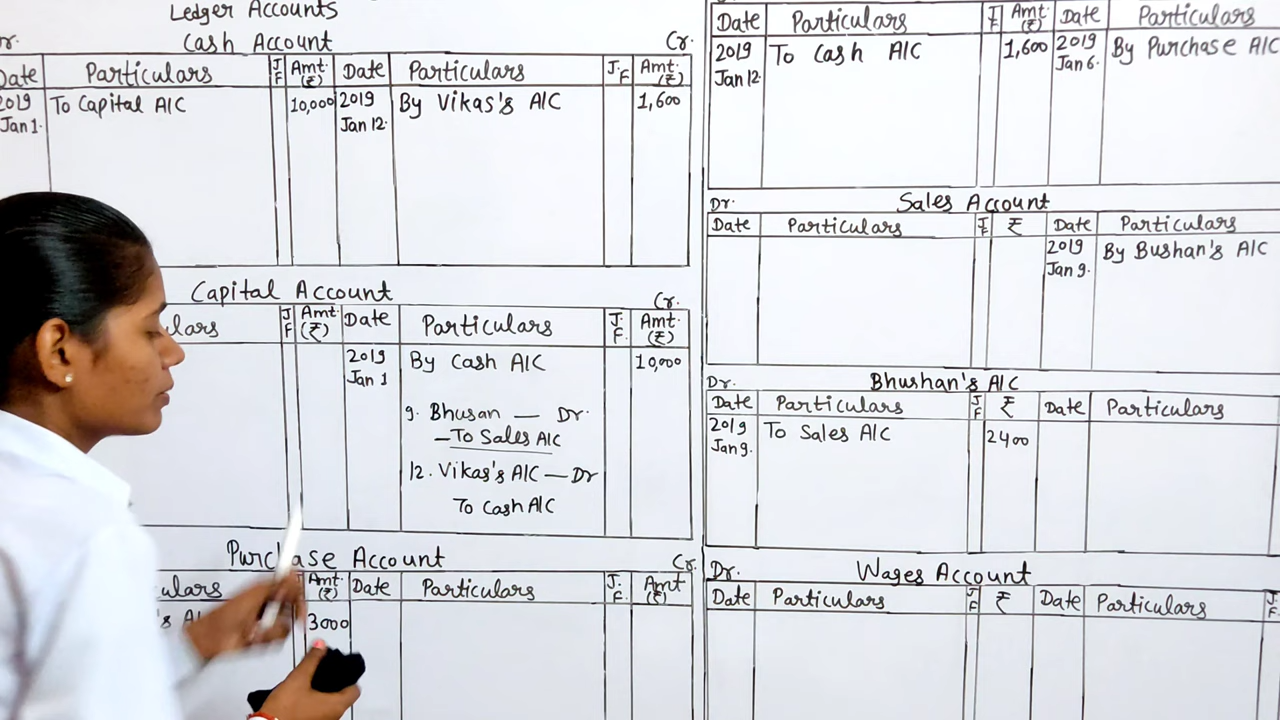 Ledger Accounts
Dr. Cash Account Cr.
Date Particulars J.F Amt.(₹) Date Particulars J.F Amt.(₹)
2019 To Capital A/C 10,000 2019 By Vikas's A/C 1,600
Jan 1. Jan 12.
Capital Account Cr.
J.F Amt.(₹) Date Particulars J.F. Amt.(₹)
2019 By Cash A/C 10,000
Jan 1
9. Bhusan — Dr.
— To Sales A/C
12. Vikas's A/C — Dr
To Cash A/C
Purchase Account Cr.
Amt.(₹) Date Particulars J.F. Amt(₹)
3000
Date Particulars J.F Amt.(₹) Date Particulars
2019 To Cash A/C 1,600 2019 By Purchase A/C
Jan 12. Jan 6.
Dr. Sales Account
Date Particulars J.F ₹ Date Particulars
2019 By Bushan's A/C
Jan 9.
Dr. Bhushan's A/C
Date Particulars J.F ₹ Date Particulars
2019 To Sales A/C 2400
Jan 9.
Dr. Wages Account
Date Particulars J.F ₹ Date Particulars J.F